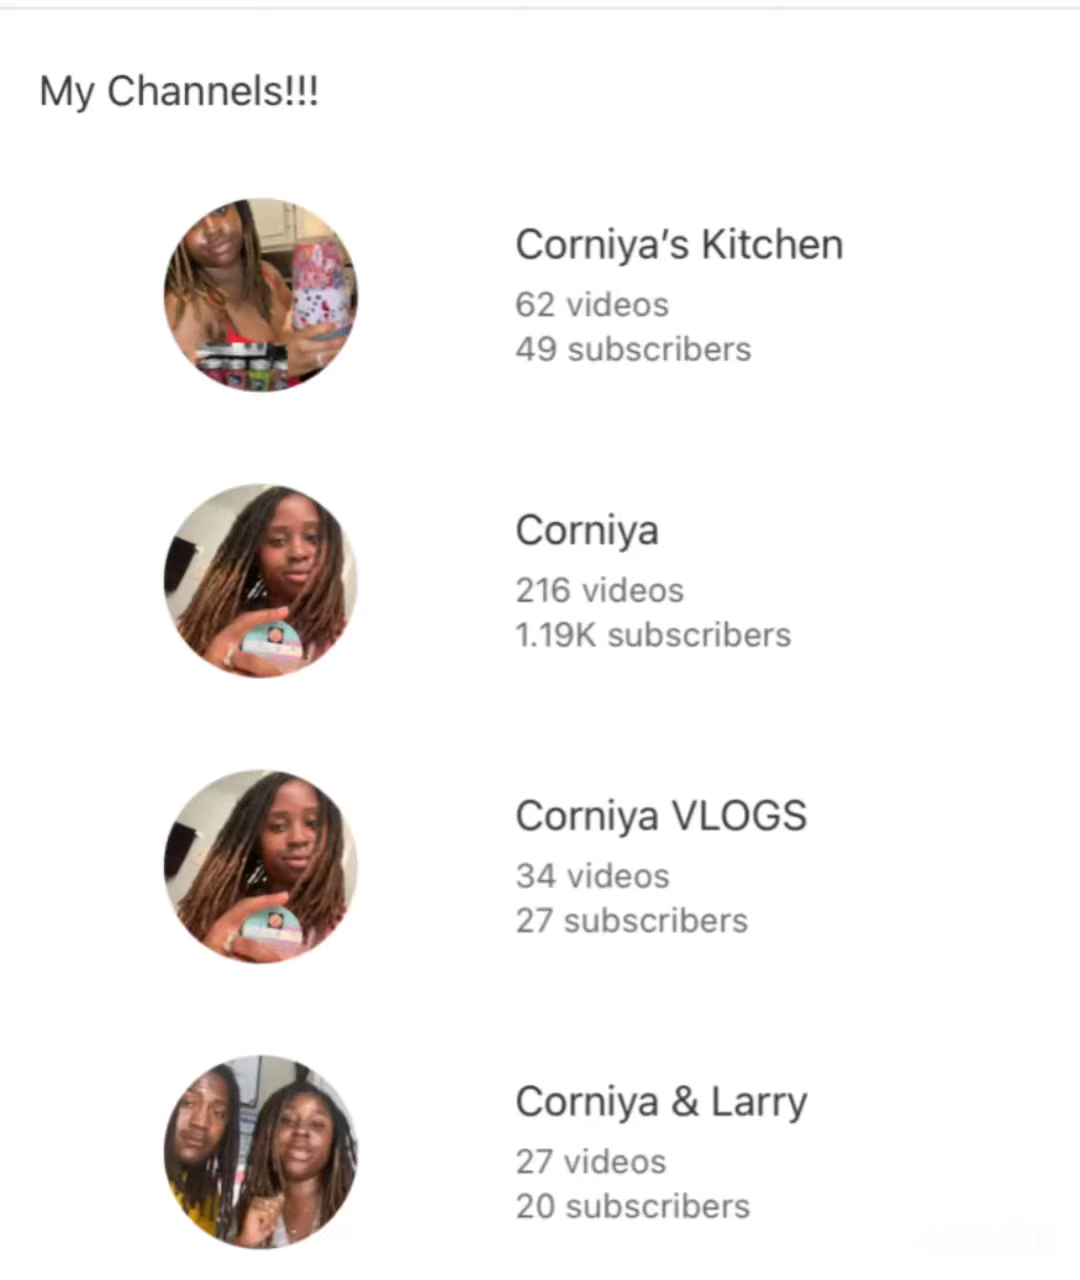 My Channels!!!
Corniya's Kitchen
62 videos
49 subscribers
Corniya
216 videos
1.19K subscribers
Corniya VLOGS
34 videos
27 subscribers
Corniya & Larry
27 videos
20 subscribers